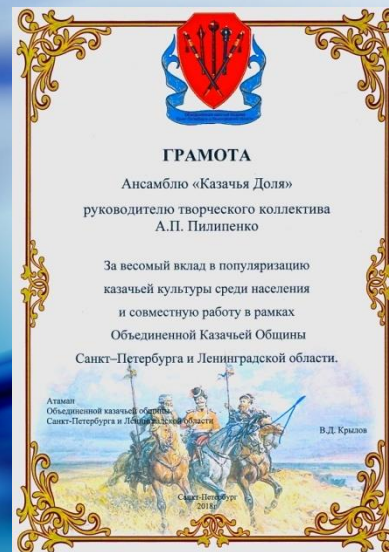 ГРАМОТА
Ансамблю «Казачья Доля»
руководителю творческого коллектива
А.П. Пилипенко
За весомый вклад в популяризацию
казачьей культуры среди населения
и совместную работу в рамках
Объединенной Казачьей Общины
Санкт–Петербурга и Ленинградской области.
Атаман
Объединенной казачьей общины
Санкт-Петербурга и Ленинградской области
В.Д. Крылов
Санкт-Петербург
2018г.